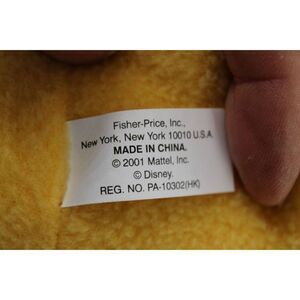 Fisher-Price, Inc.,
New York, New York 10010 U.S.A.
MADE IN CHINA.
© 2001 Mattel, Inc.
© Disney.
REG. NO. PA-10302(HK)